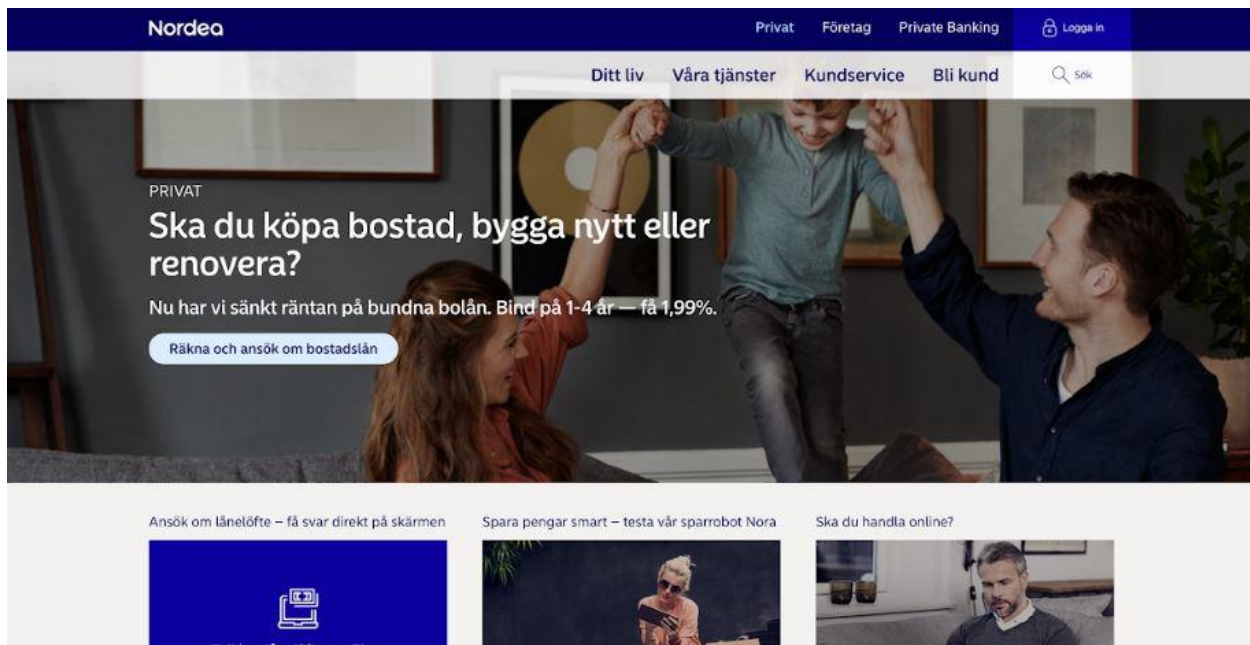 Nordea
Privat Företag Private Banking Logga in
Ditt liv Våra tjänster Kundservice Bli kund Sök
PRIVAT
Ska du köpa bostad, bygga nytt eller
renovera?
Nu har vi sänkt räntan på bundna bolån. Bind på 1-4 år — få 1,99%.
Räkna och ansök om bostadslån
Ansök om lånelöfte – få svar direkt på skärmen
Spara pengar smart – testa vår sparrobot Nora
Ska du handla online?